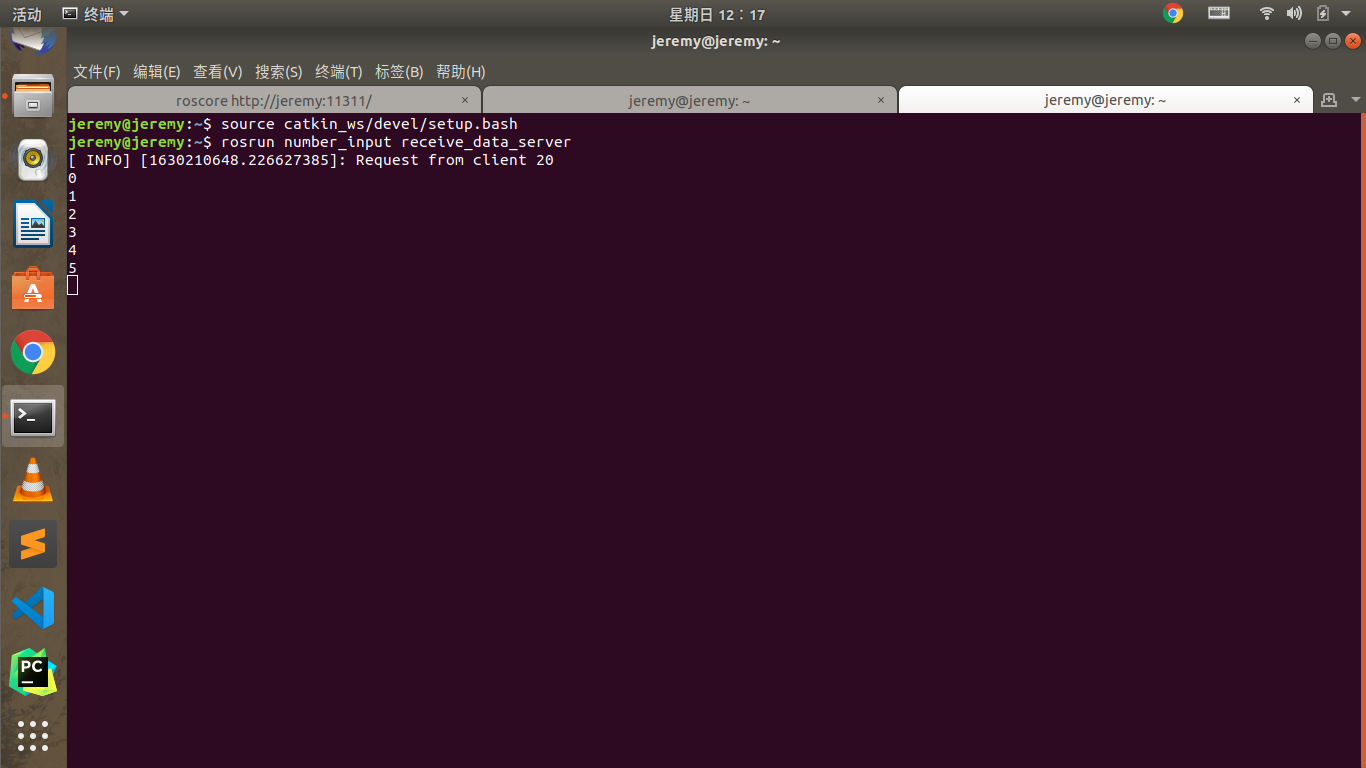 活动 终端 星期日 12：17
jeremy@jeremy: ~
文件(F) 编辑(E) 查看(V) 搜索(S) 终端(T) 标签(B) 帮助(H)
roscore http://jeremy:11311/ × jeremy@jeremy: ~ × jeremy@jeremy: ~ ×
jeremy@jeremy:~$ source catkin_ws/devel/setup.bash
jeremy@jeremy:~$ rosrun number_input receive_data_server
[ INFO] [1630210648.226627385]: Request from client 20
0
1
2
3
4
5
PC